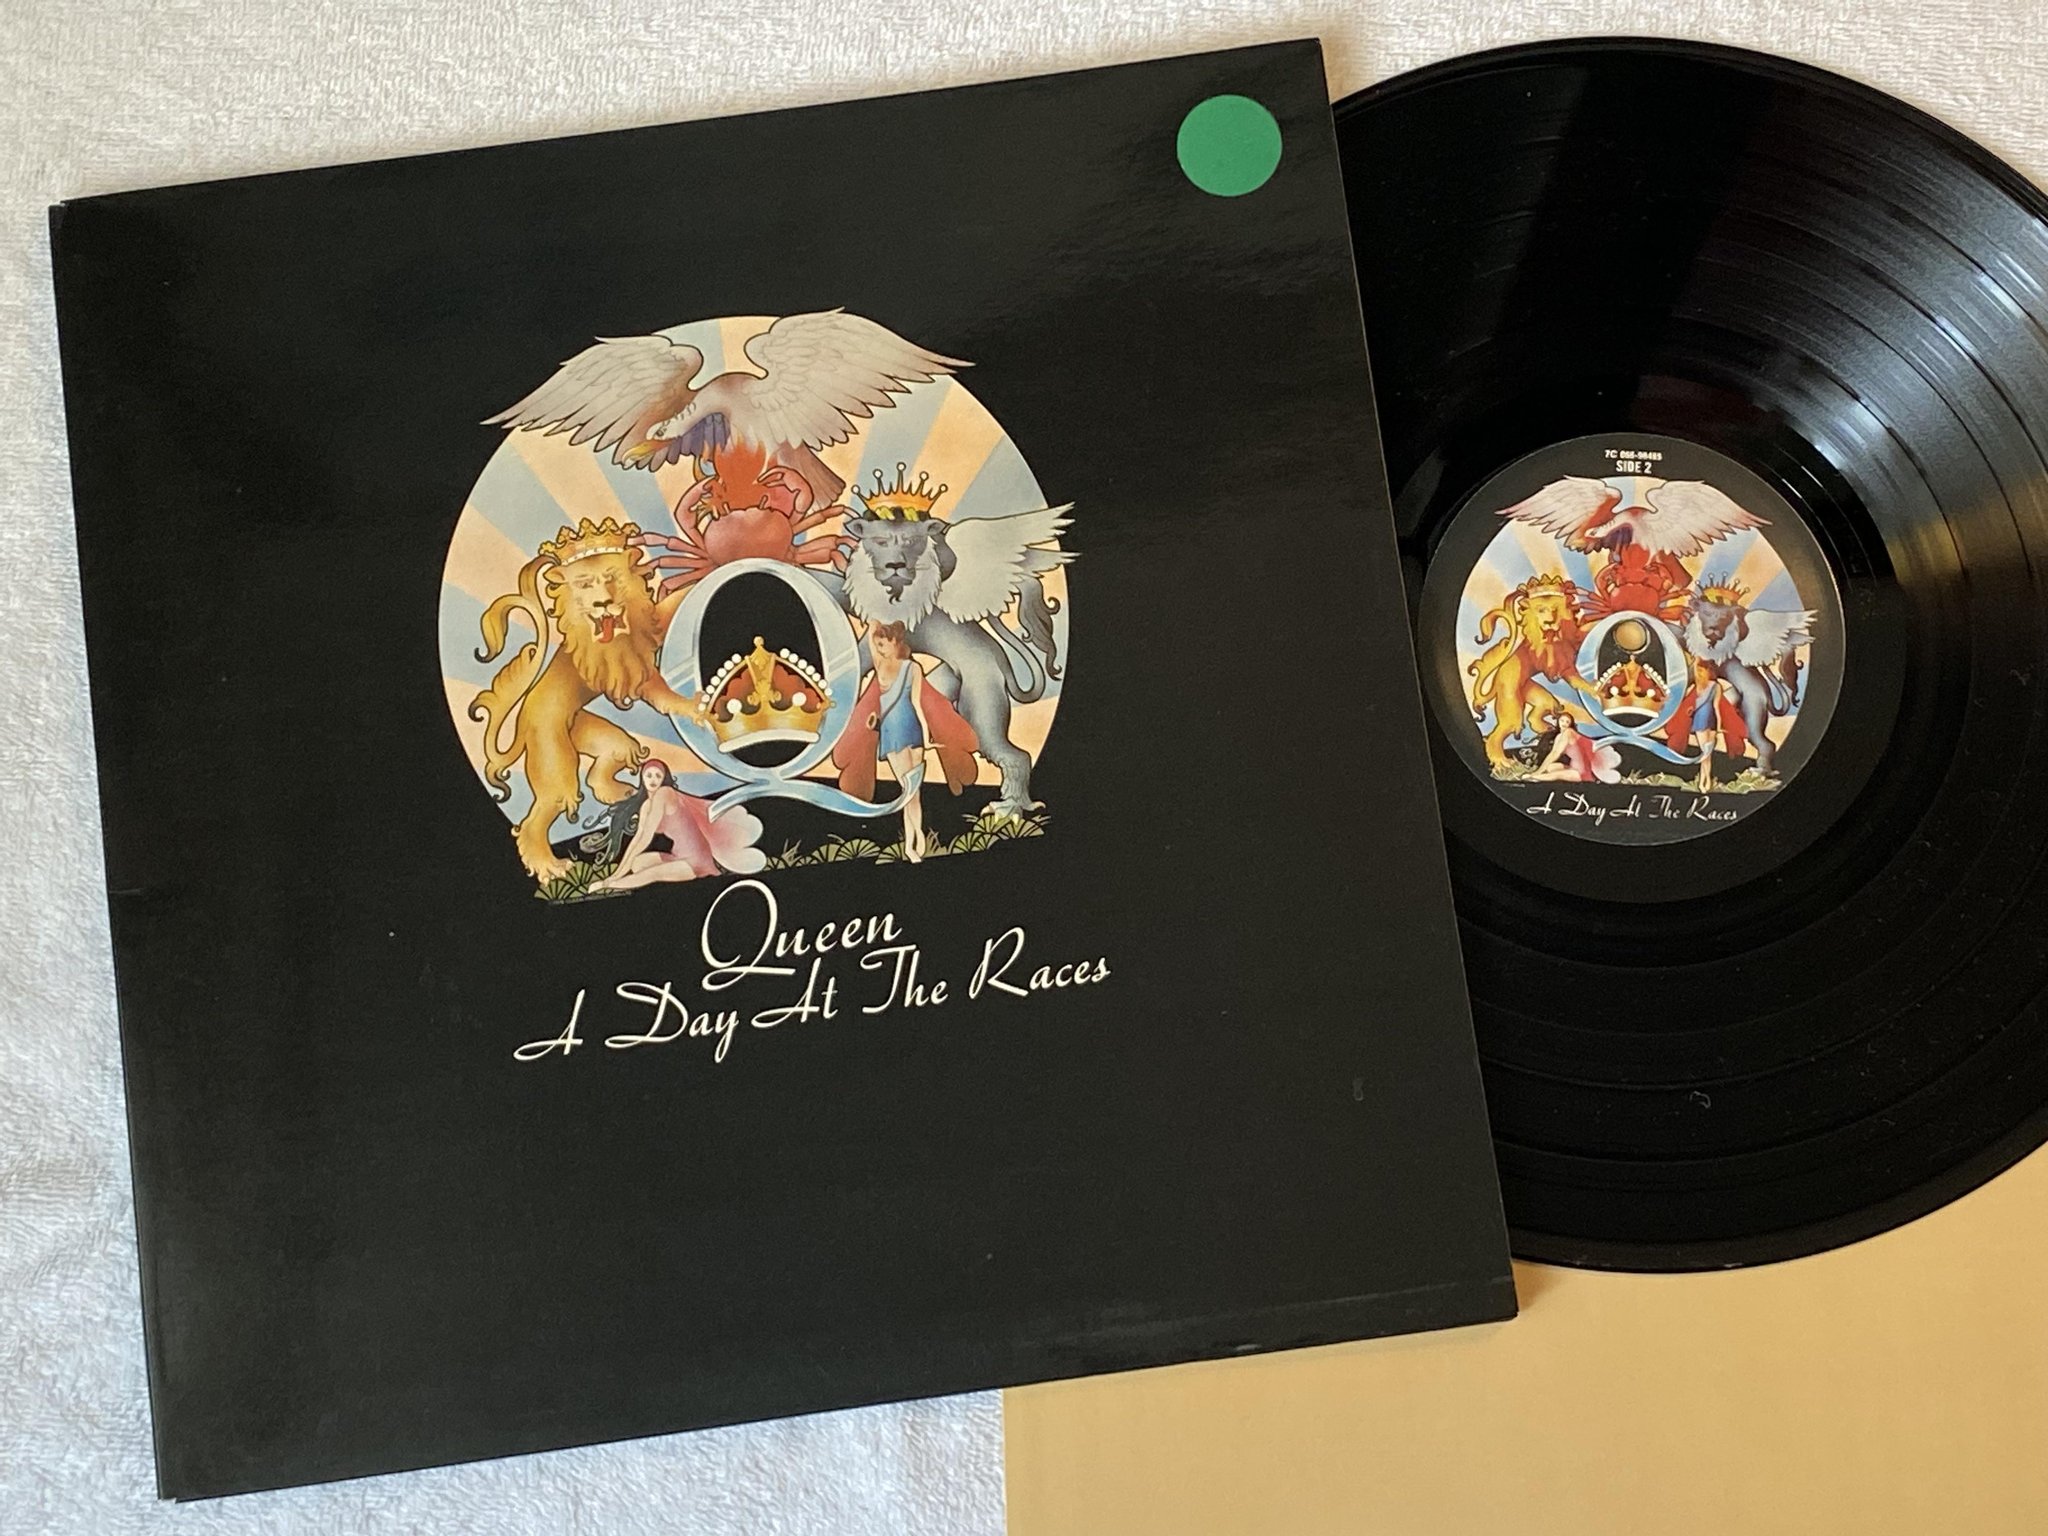 Queen
A Day At The Races
SIDE 2
A Day At The Races